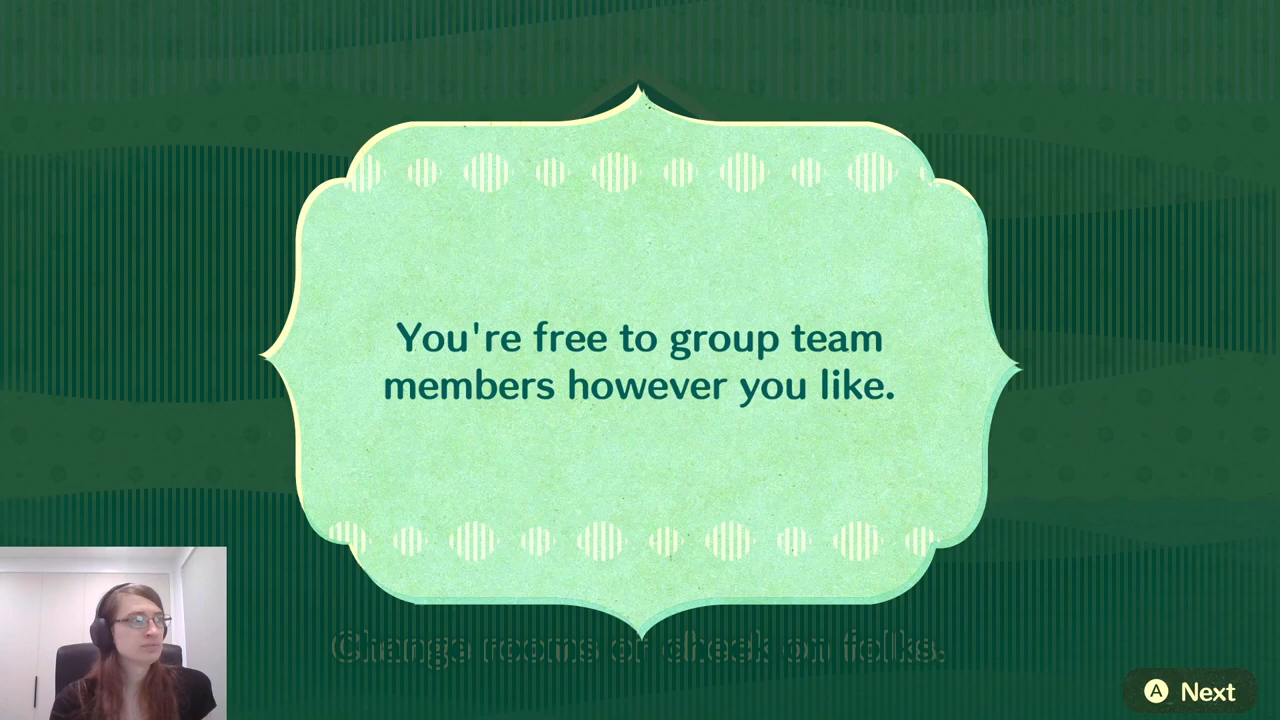 You're free to group team
members however you like.
Change rooms or check on folks.
A Next